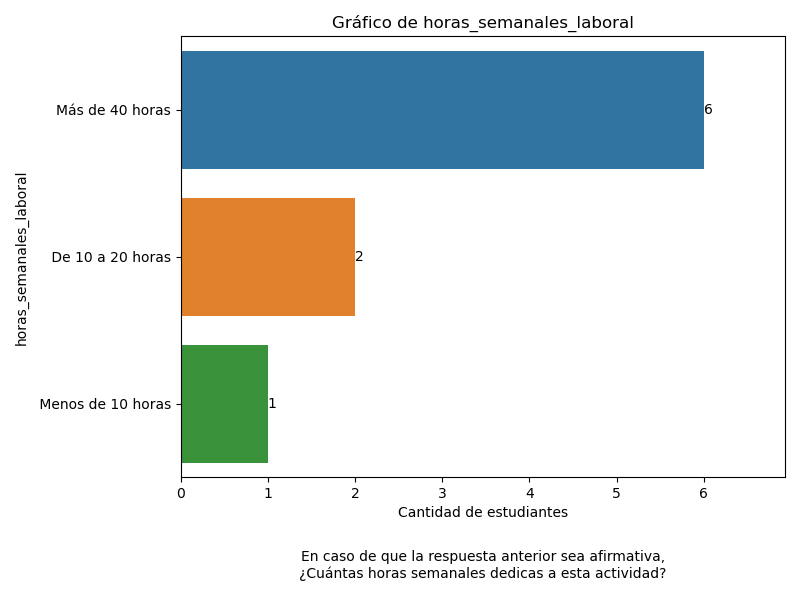 Gráfico de horas_semanales_laboral
horas_semanales_laboral
Más de 40 horas
6
De 10 a 20 horas
2
Menos de 10 horas
1
0 1 2 3 4 5 6
Cantidad de estudiantes
En caso de que la respuesta anterior sea afirmativa,
¿Cuántas horas semanales dedicas a esta actividad?